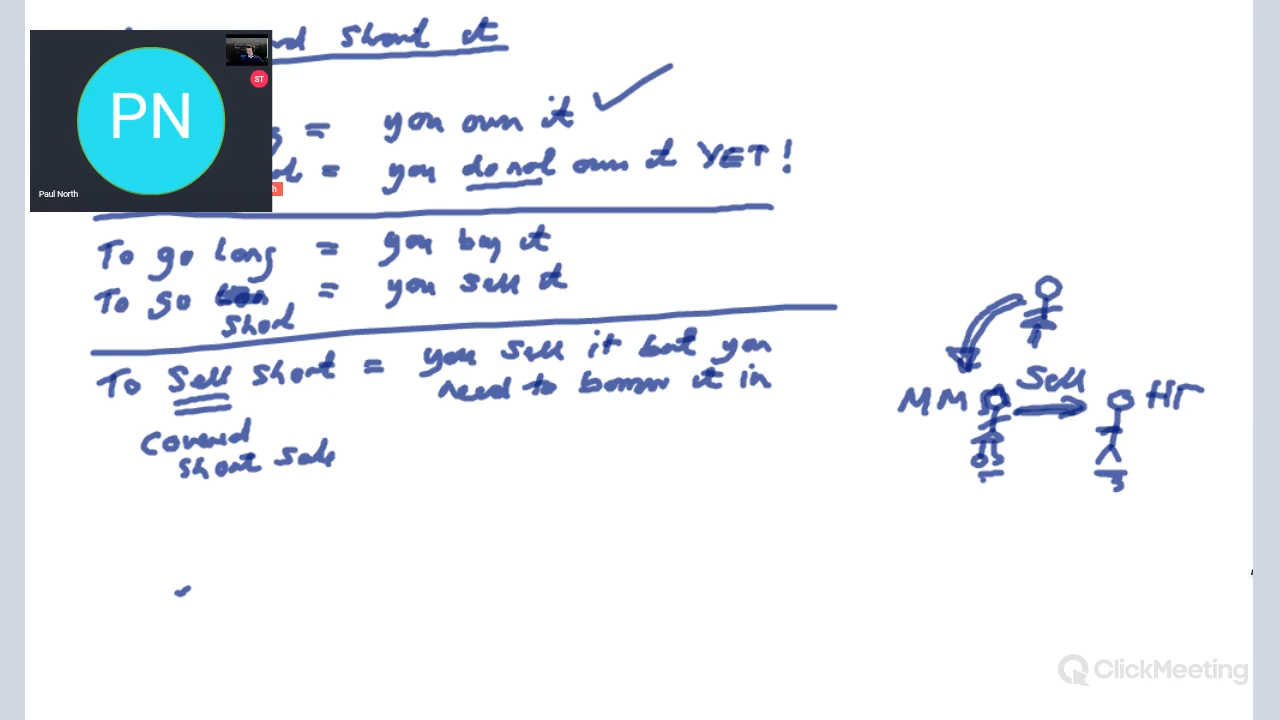 and Short it
PN
ST
Paul North
h
g = you own it
= you do not own it YET!
To go long = you buy it
To go = you sell it
short
To Sell short = you sell it but you
need to borrow it in
Covered
short sale
Sell
MM
HF
ClickMeeting